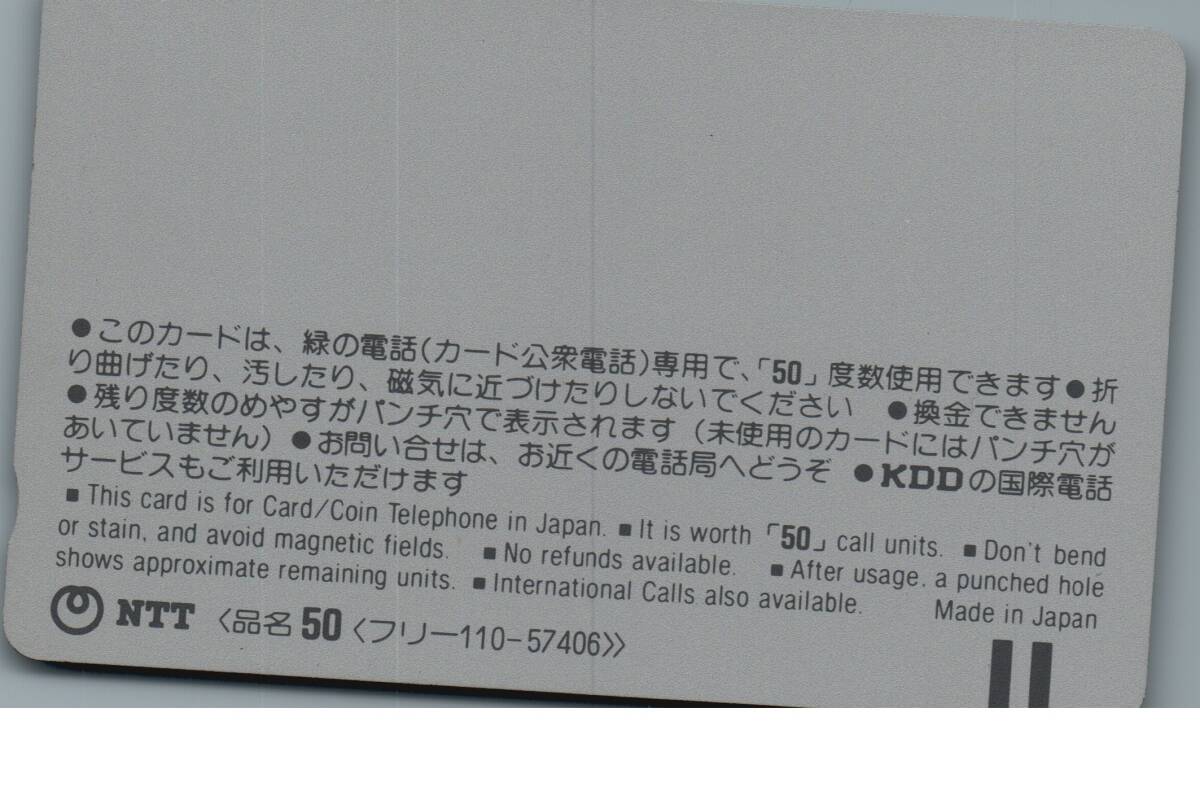 ●このカードは、緑の電話(カード公衆電話)専用で、「50」度数使用できます●折
り曲げたり、汚したり、磁気に近づけたりしないでください ●換金できません
●残り度数のめやすがパンチ穴で表示されます(未使用のカードにはパンチ穴が
あいていません)●お問い合せは、お近くの電話局へどうぞ ●KDDの国際電話
サービスもご利用いただけます
■This card is for Card/Coin Telephone in Japan. ■It is worth 「50」 call units. ■Don't bend
or stain, and avoid magnetic fields. ■No refunds available. ■After usage. a punched hole
shows approximate remaining units. ■International Calls also available. Made in Japan
NTT 〈品名 50〈フリー110-57406〉〉